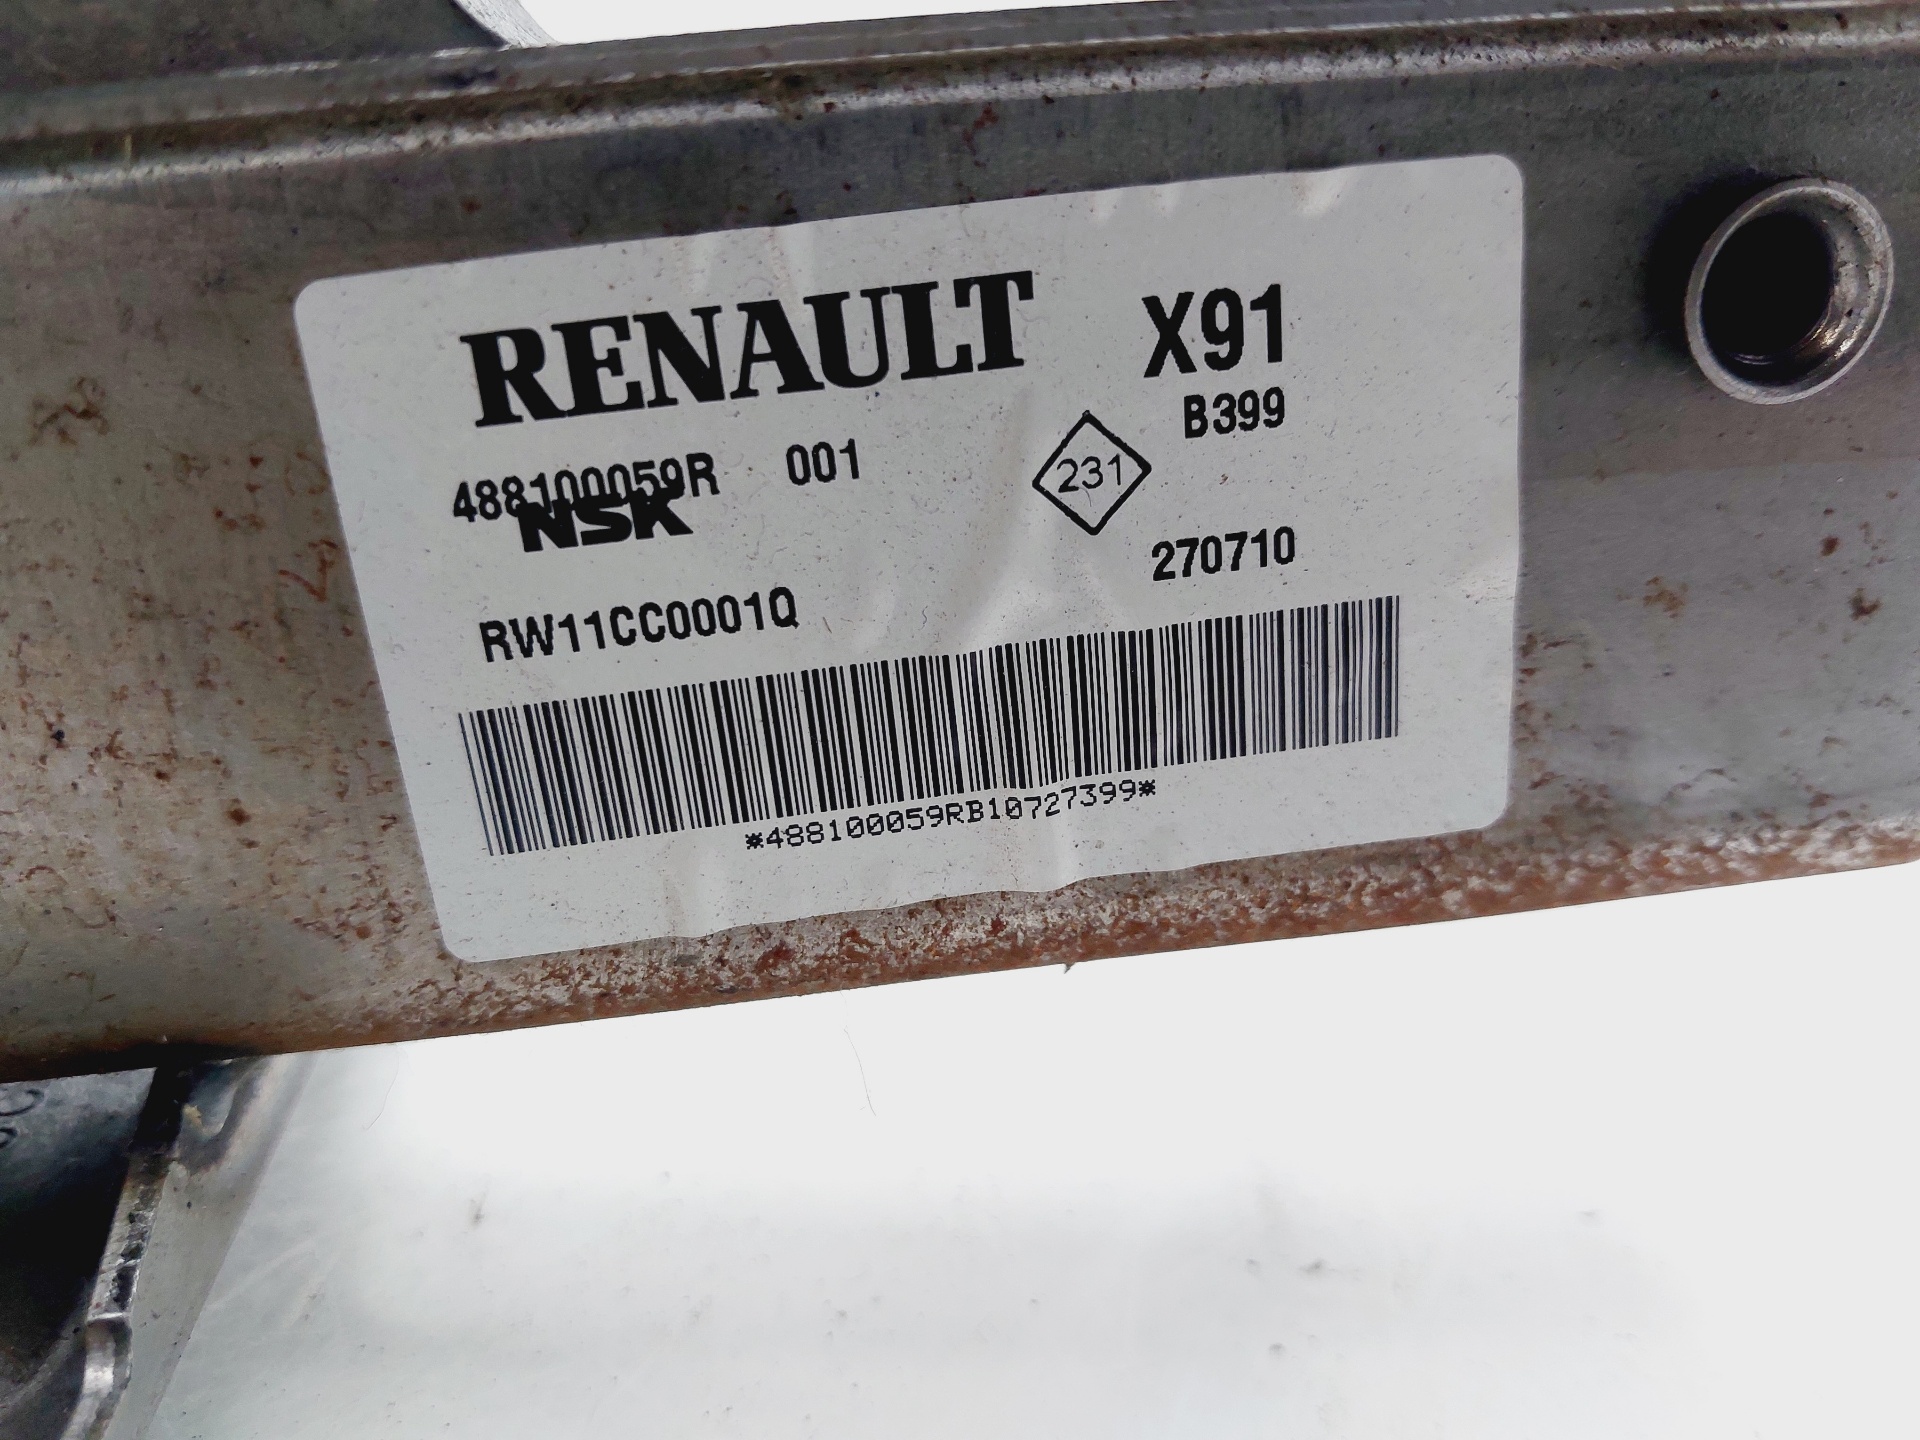 RENAULT X91
B399
488100059R 001
231
NSK
270710
RW11CC0001Q
*488100059RB10727399*